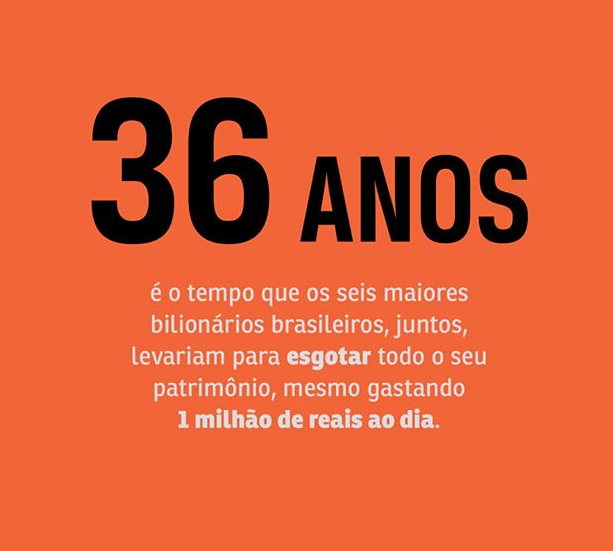 36 ANOS
é o tempo que os seis maiores
bilionários brasileiros, juntos,
levariam para esgotar todo o seu
patrimônio, mesmo gastando
1 milhão de reais ao dia.